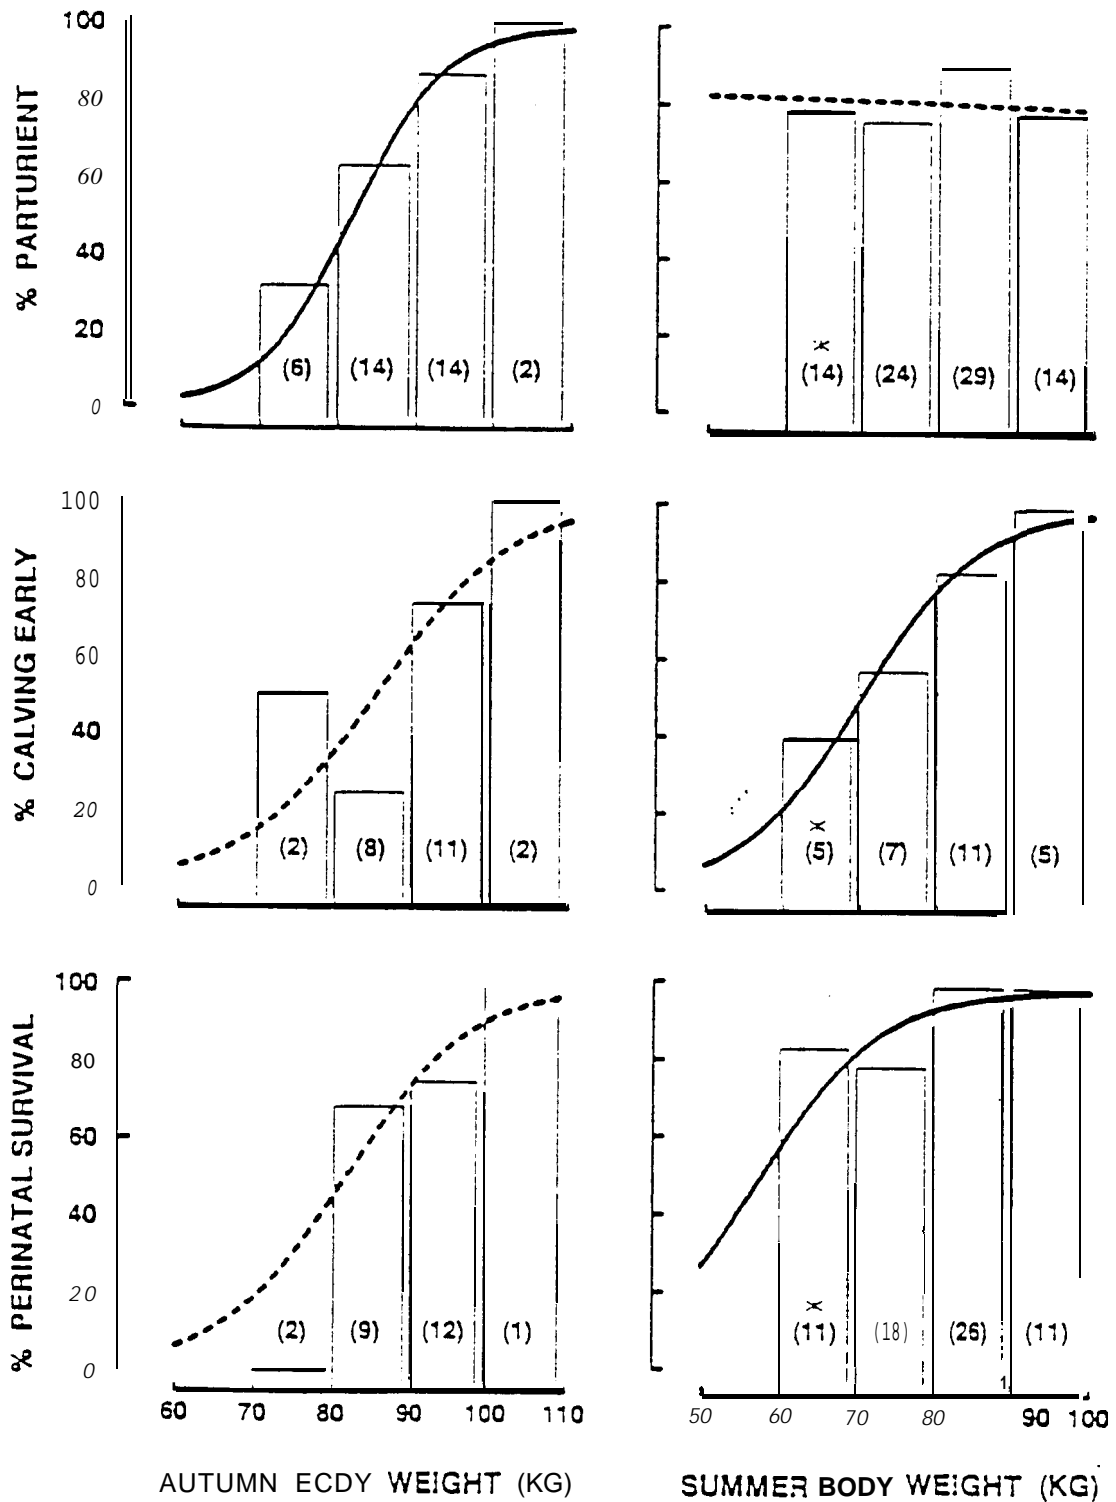 % PARTURIENT
100
80
60
40
20
0
(6) (14) (14) (2)
*
(14) (24) (29) (14)
% CALVING EARLY
100
80
60
40
20
0
(2) (8) (11) (2)
*
(5) (7) (11) (5)
% PERINATAL SURVIVAL
100
80
60
40
20
0
(2) (9) (12) (1)
*
(11) (18) (26) (11)
1
60 70 80 90 100 110
50 60 70 80 90 100
AUTUMN ECDY WEIGHT (KG)
SUMMER BODY WEIGHT (KG)